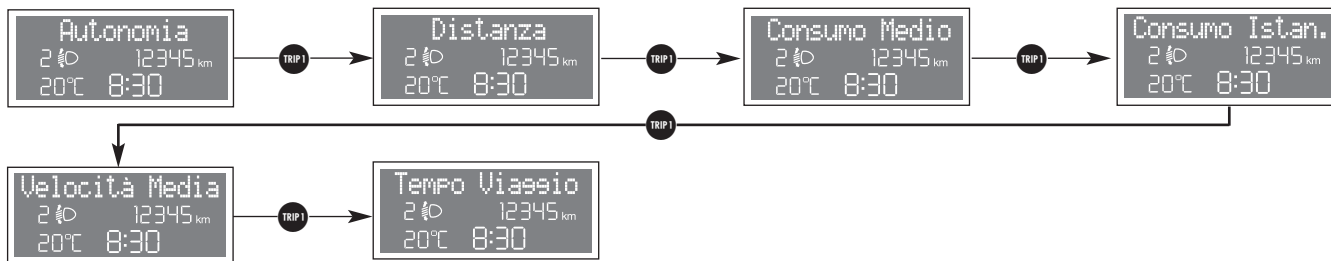 Autonomia
2 12345 km
20°C 8:30
TRIP 1
Distanza
2 12345 km
20°C 8:30
TRIP 1
Consumo Medio
2 12345 km
20°C 8:30
TRIP 1
Consumo Istan.
2 12345 km
20°C 8:30
TRIP 1
Velocità Media
2 12345 km
20°C 8:30
TRIP 1
Tempo Viaggio
2 12345 km
20°C 8:30